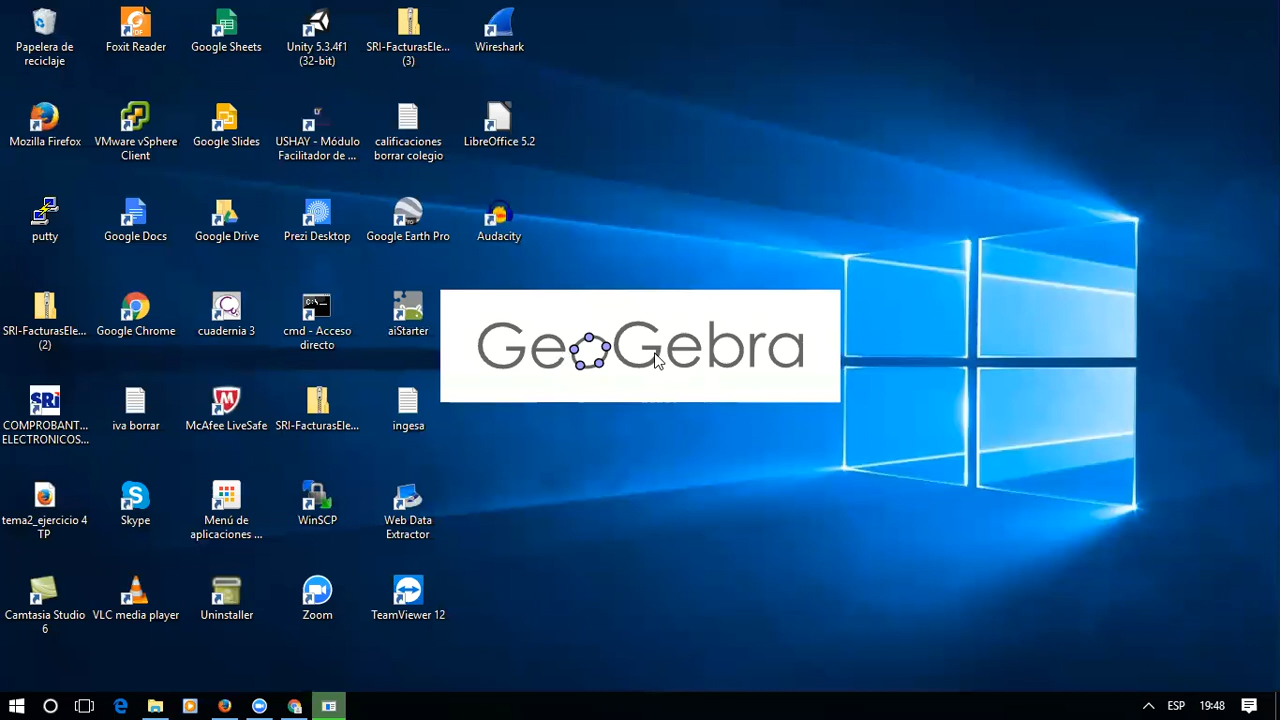 Papelera de
reciclaje
Foxit Reader
Google Sheets
Unity 5.3.4f1
(32-bit)
SRI-FacturasEle...
(3)
Wireshark
Mozilla Firefox
VMware vSphere
Client
Google Slides
USHAY - Módulo
Facilitador de ...
calificaciones
borrar colegio
LibreOffice 5.2
putty
Google Docs
Google Drive
Prezi Desktop
Google Earth Pro
Audacity
SRI-FacturasEle...
(2)
Google Chrome
cuadernia 3
cmd - Acceso
directo
aiStarter
GeoGebra
SRi
COMPROBANT...
ELECTRONICOS...
iva borrar
McAfee LiveSafe
SRI-FacturasEle...
ingesa
tema2_ejercicio 4
TP
Skype
Menú de
aplicaciones ...
WinSCP
Web Data
Extractor
Camtasia Studio
6
VLC media player
Uninstaller
Zoom
TeamViewer 12
ESP
19:48